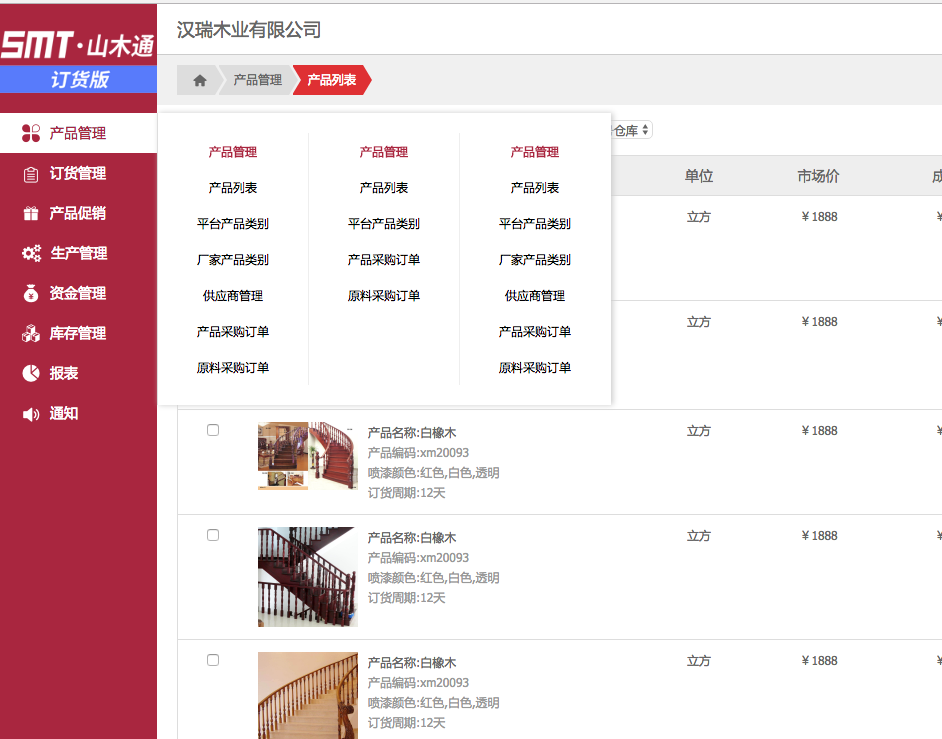 SMT·山木通
订货版
产品管理
订货管理
产品促销
生产管理
资金管理
库存管理
报表
通知
汉瑞木业有限公司
产品管理
产品列表
产品管理
产品列表
平台产品类别
厂家产品类别
供应商管理
产品采购订单
原料采购订单
产品管理
产品列表
平台产品类别
产品采购订单
原料采购订单
产品管理
产品列表
平台产品类别
厂家产品类别
供应商管理
产品采购订单
原料采购订单
仓库
单位 市场价
立方 ¥1888 ¥
立方 ¥1888 ¥
产品名称:白橡木 立方 ¥1888 ¥
产品编码:xm20093
喷漆颜色:红色,白色,透明
订货周期:12天
产品名称:白橡木 立方 ¥1888 ¥
产品编码:xm20093
喷漆颜色:红色,白色,透明
订货周期:12天
产品名称:白橡木 立方 ¥1888 ¥
产品编码:xm20093
喷漆颜色:红色,白色,透明
订货周期:12天